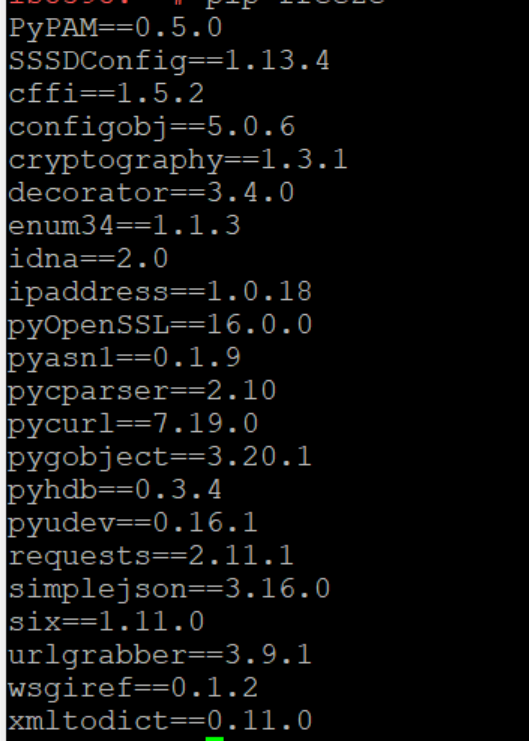 # pip freeze
PyPAM==0.5.0
SSSDConfig==1.13.4
cffi==1.5.2
configobj==5.0.6
cryptography==1.3.1
decorator==3.4.0
enum34==1.1.3
idna==2.0
ipaddress==1.0.18
pyOpenSSL==16.0.0
pyasn1==0.1.9
pycparser==2.10
pycurl==7.19.0
pygobject==3.20.1
pyhdb==0.3.4
pyudev==0.16.1
requests==2.11.1
simplejson==3.16.0
six==1.11.0
urlgrabber==3.9.1
wsgiref==0.1.2
xmltodict==0.11.0